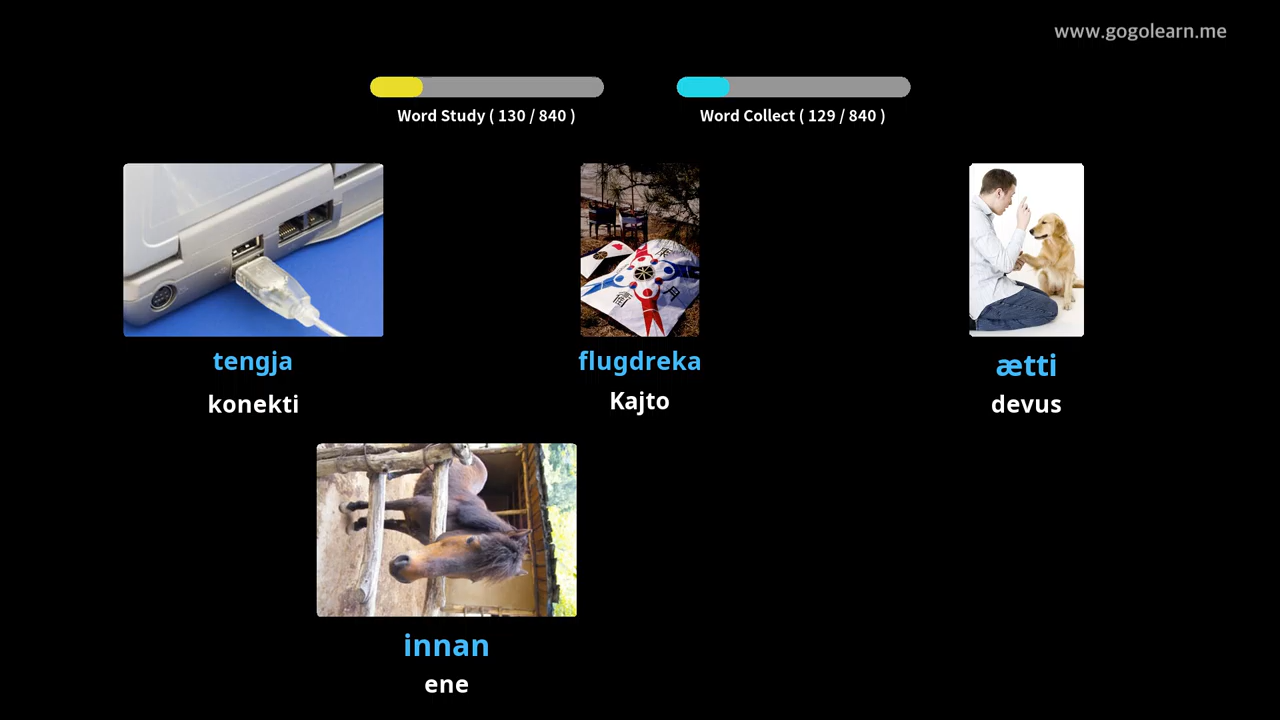 www.gogolearn.me
Word Study ( 130 / 840 )
Word Collect ( 129 / 840 )
tengja
konekti
flugdreka
Kajto
ætti
devus
innan
ene